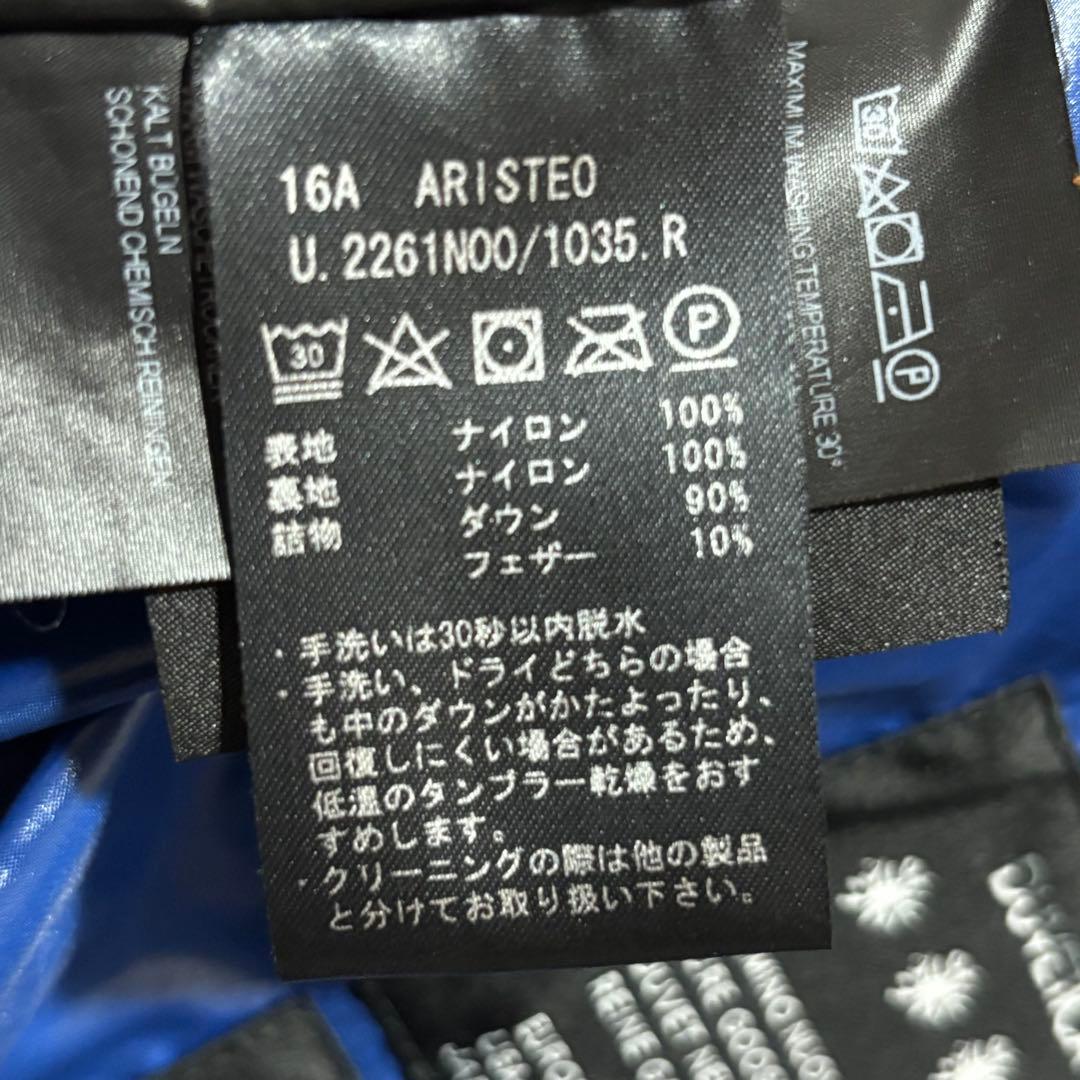 16A ARISTEO
U.2261N00/1035.R
30
P
表地 ナイロン 100%
裏地 ナイロン 100%
詰物 ダウン 90%
フェザー 10%
・手洗いは30秒以内脱水
・手洗い、ドライどちらの場合
も中のダウンがかたよったり、
回復しにくい場合があるため、
低温のタンブラー乾燥をおす
すめします。
・クリーニングの際は他の製品
と分けてお取り扱い下さい。
KALT BUGELN
SCHONEND CHEMISCH REINIGEN
TEMPERATURE 30°
30
P